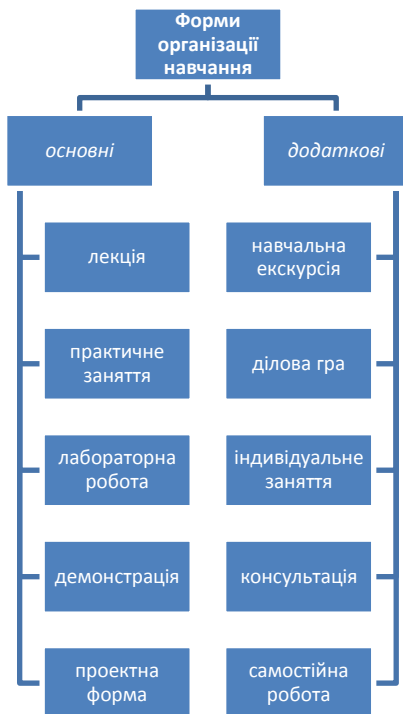 Форми
організації
навчання
основні
додаткові
лекція
навчальна
екскурсія
практичне
заняття
ділова гра
лабораторна
робота
індивідуальне
заняття
демонстрація
консультація
проектна
форма
самостійна
робота